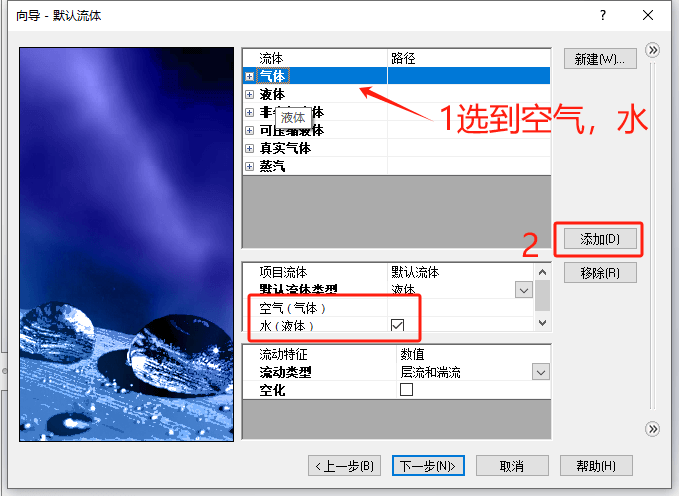 向导 - 默认流体
?
流体 路径
新建(W)...
气体
液体
液体
可压缩液体
真实气体
蒸汽
1选到空气，水
2
添加(D)
项目流体 默认流体
移除(R)
默认流体类型 液体
空气 ( 气体 )
水 ( 液体 )
流动特征 数值
流动类型 层流和湍流
空化
<上一步(B)
下一步(N)>
取消
帮助(H)